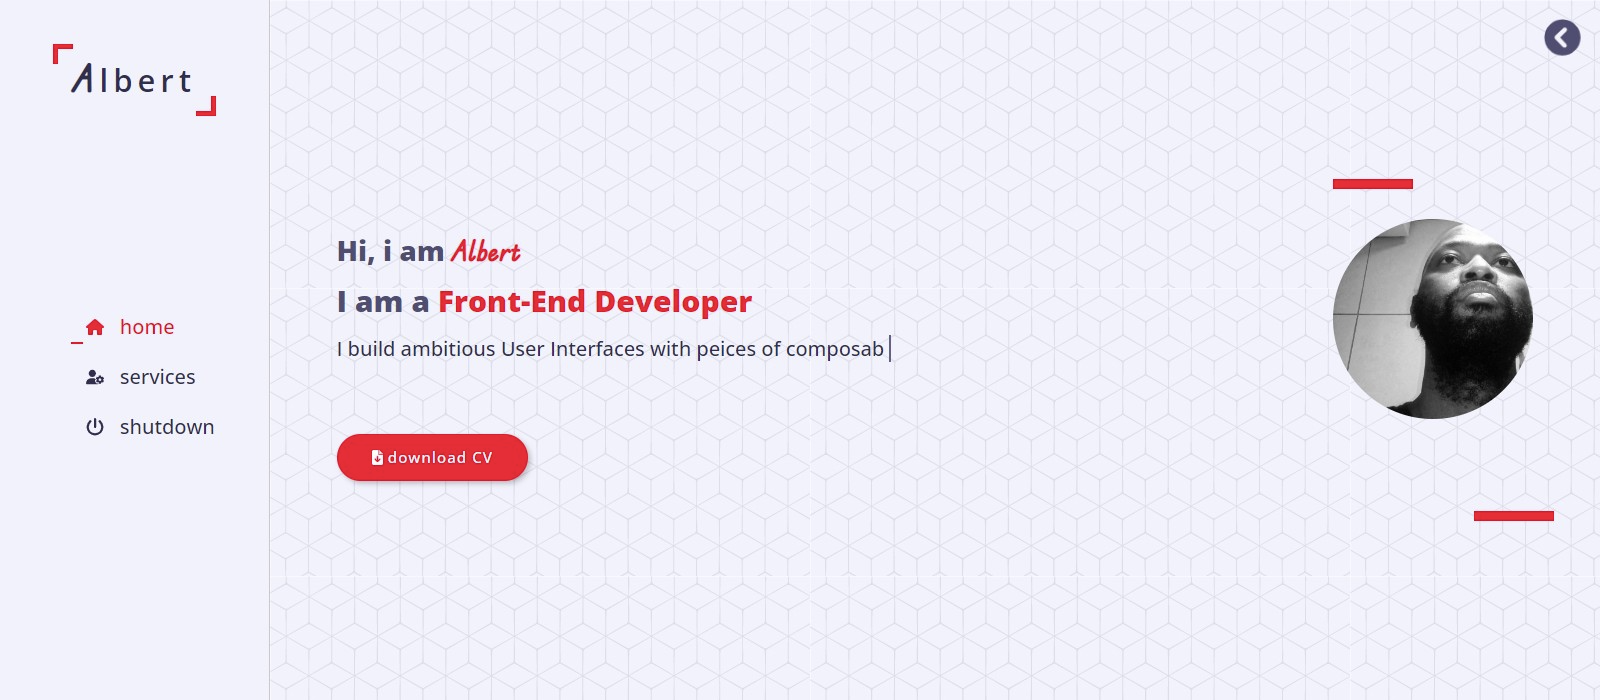 Albert
home
services
shutdown
Hi, i am Albert
I am a Front-End Developer
I build ambitious User Interfaces with peices of composab
download CV